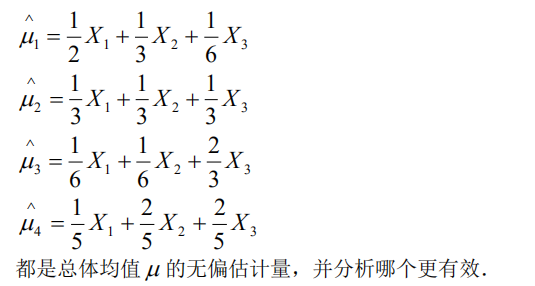 $\hat{\mu}_1 = \frac{1}{2}X_1 + \frac{1}{3}X_2 + \frac{1}{6}X_3$
$\hat{\mu}_2 = \frac{1}{3}X_1 + \frac{1}{3}X_2 + \frac{1}{3}X_3$
$\hat{\mu}_3 = \frac{1}{6}X_1 + \frac{1}{6}X_2 + \frac{2}{3}X_3$
$\hat{\mu}_4 = \frac{1}{5}X_1 + \frac{2}{5}X_2 + \frac{2}{5}X_3$
都是总体均值 $\mu$ 的无偏估计量，并分析哪个更有效．